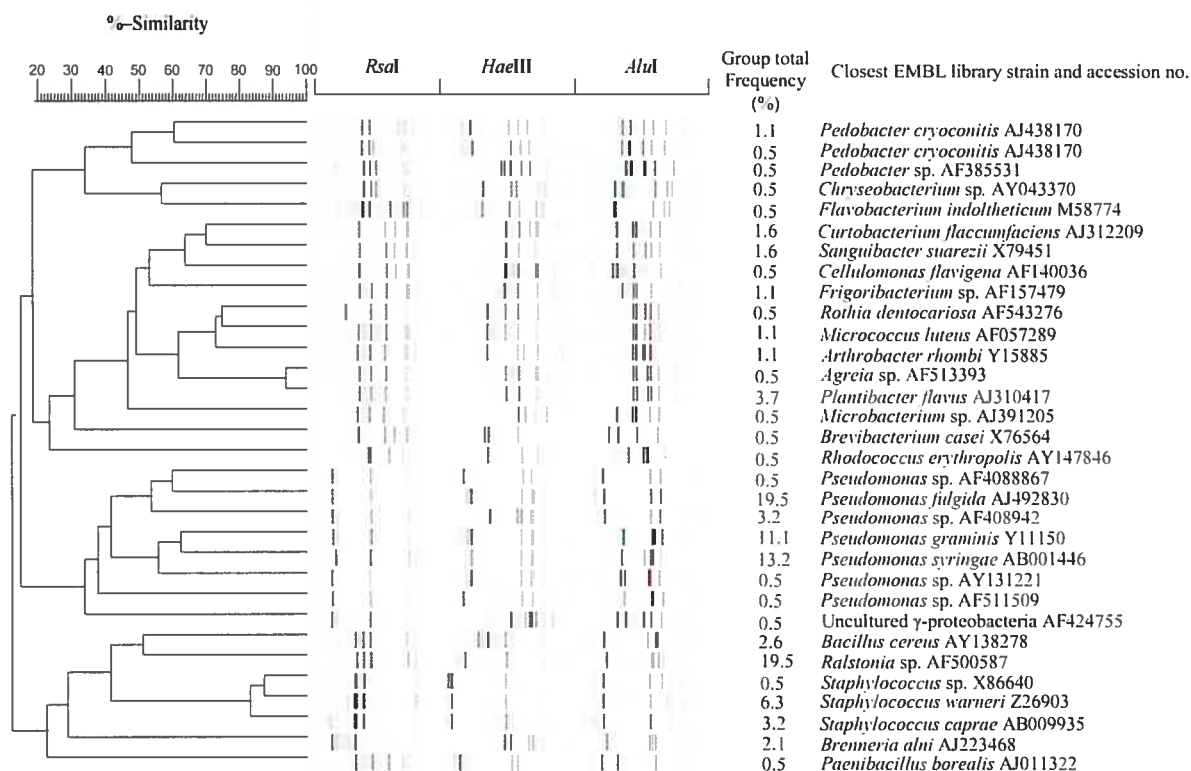 %–Similarity
20 30 40 50 60 70 80 90 100
RsaI HaeIII AluI
Group total
Frequency
(%)
Closest EMBL library strain and accession no.
1.1 Pedobacter cryoconitis AJ438170
0.5 Pedobacter cryoconitis AJ438170
0.5 Pedobacter sp. AF385531
0.5 Chryseobacterium sp. AY043370
0.5 Flavobacterium indoltheticum M58774
1.6 Curtobacterium flaccumfaciens AJ312209
1.6 Sanguibacter suarezii X79451
0.5 Cellulomonas flavigena AF140036
1.1 Frigoribacterium sp. AF157479
0.5 Rothia dentocariosa AF543276
1.1 Micrococcus luteus AF057289
1.1 Arthrobacter rhombi Y15885
0.5 Agreia sp. AF513393
3.7 Plantibacter flavus AJ310417
0.5 Microbacterium sp. AJ391205
0.5 Brevibacterium casei X76564
0.5 Rhodococcus erythropolis AY147846
0.5 Pseudomonas sp. AF4088867
19.5 Pseudomonas fulgida AJ492830
3.2 Pseudomonas sp. AF408942
11.1 Pseudomonas graminis Y11150
13.2 Pseudomonas syringae AB001446
0.5 Pseudomonas sp. AY131221
0.5 Pseudomonas sp. AF511509
0.5 Uncultured γ-proteobacteria AF424755
2.6 Bacillus cereus AY138278
19.5 Ralstonia sp. AF500587
0.5 Staphylococcus sp. X86640
6.3 Staphylococcus warneri Z26903
3.2 Staphylococcus caprae AB009935
2.1 Brenneria alni AJ223468
0.5 Paenibacillus borealis AJ011322